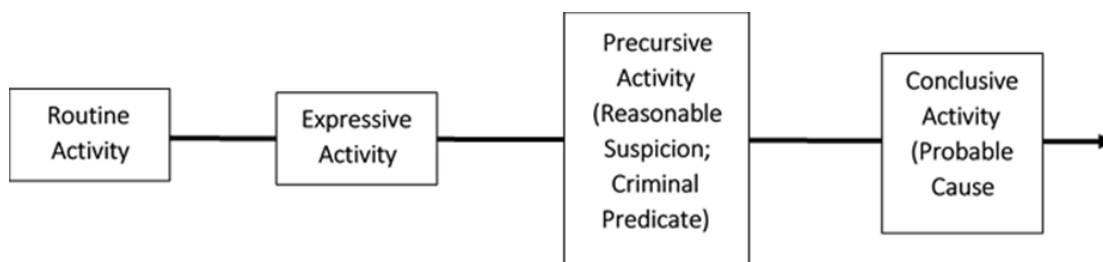 Routine
Activity
Expressive
Activity
Precursive
Activity
(Reasonable
Suspicion;
Criminal
Predicate)
Conclusive
Activity
(Probable
Cause